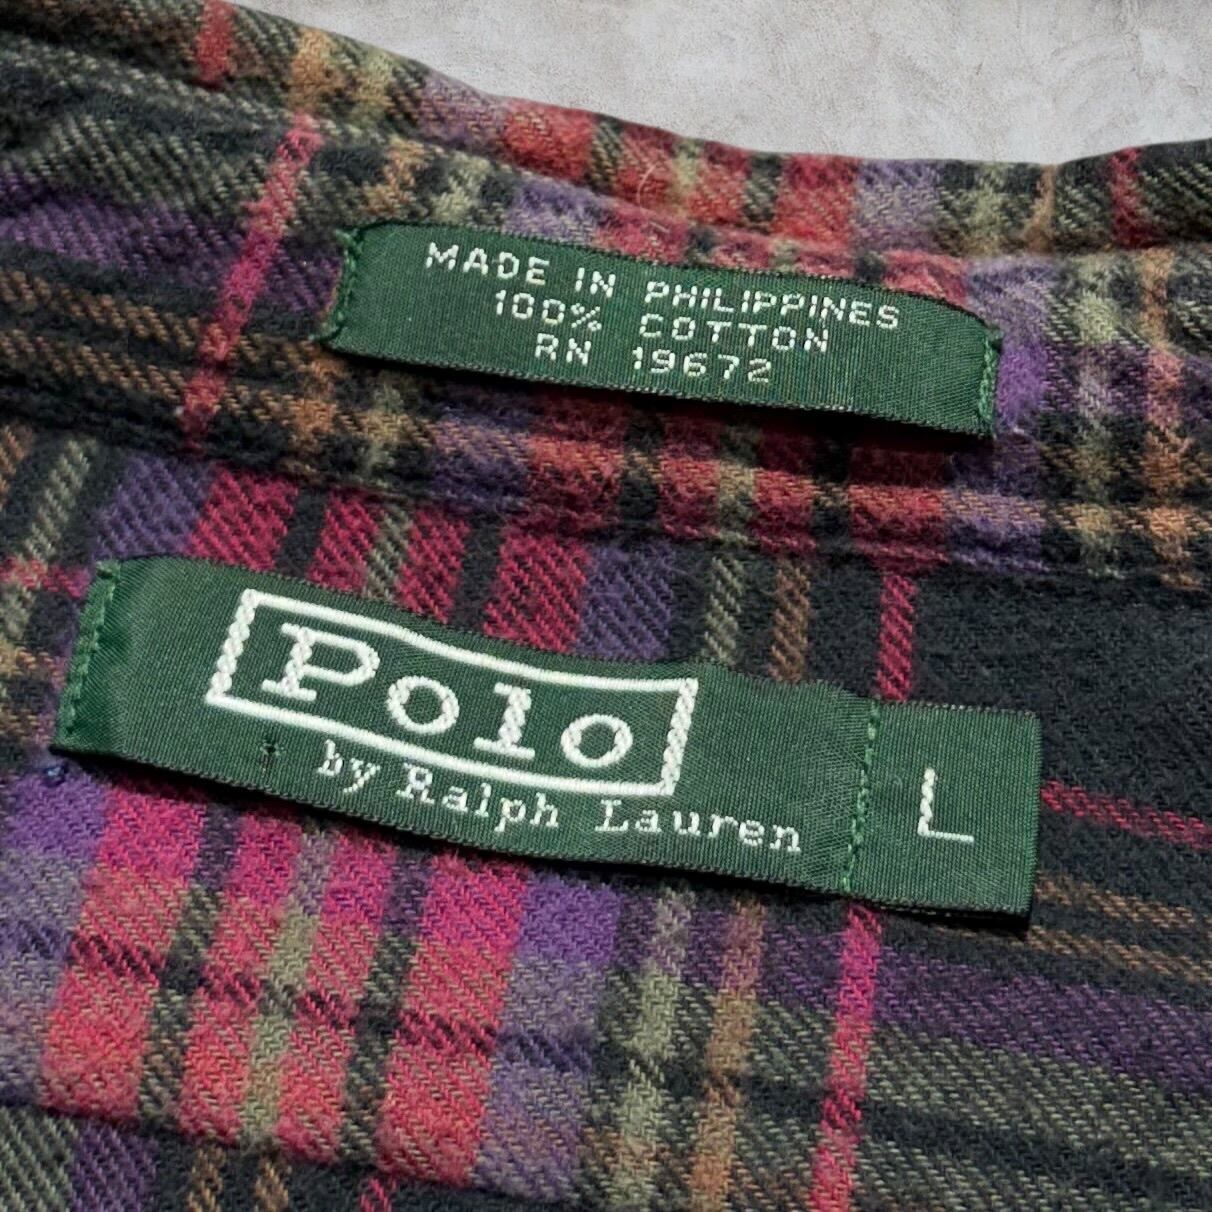 MADE IN PHILIPPINES
100% COTTON
RN 19672
Polo
by Ralph Lauren
L